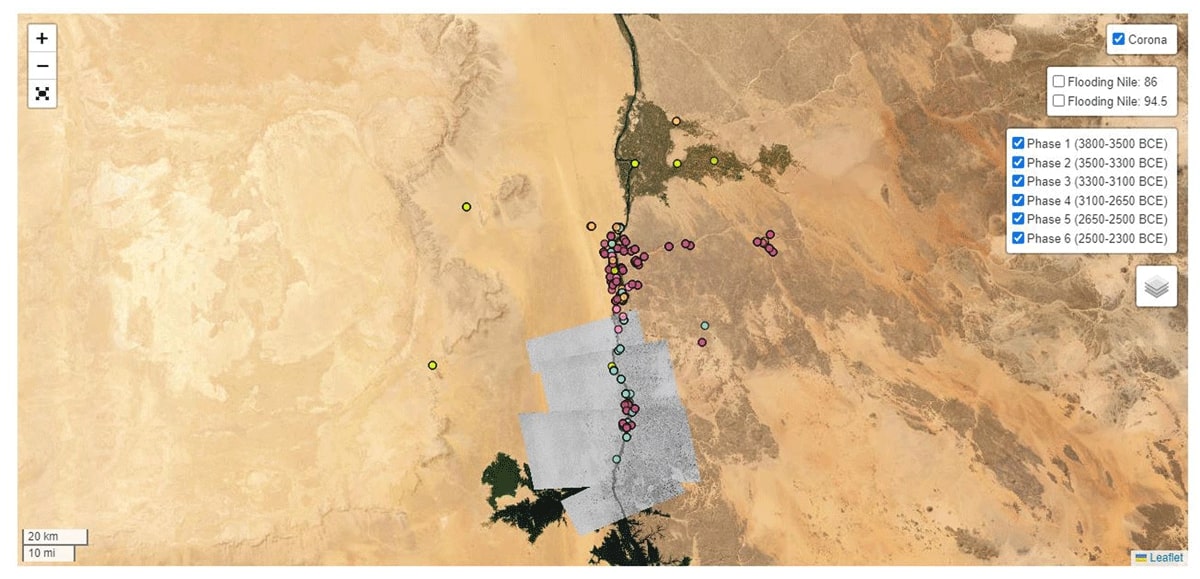 +
−
Corona
Flooding Nile: 86
Flooding Nile: 94.5
Phase 1 (3800-3500 BCE)
Phase 2 (3500-3300 BCE)
Phase 3 (3300-3100 BCE)
Phase 4 (3100-2650 BCE)
Phase 5 (2650-2500 BCE)
Phase 6 (2500-2300 BCE)
20 km
10 mi
Leaflet